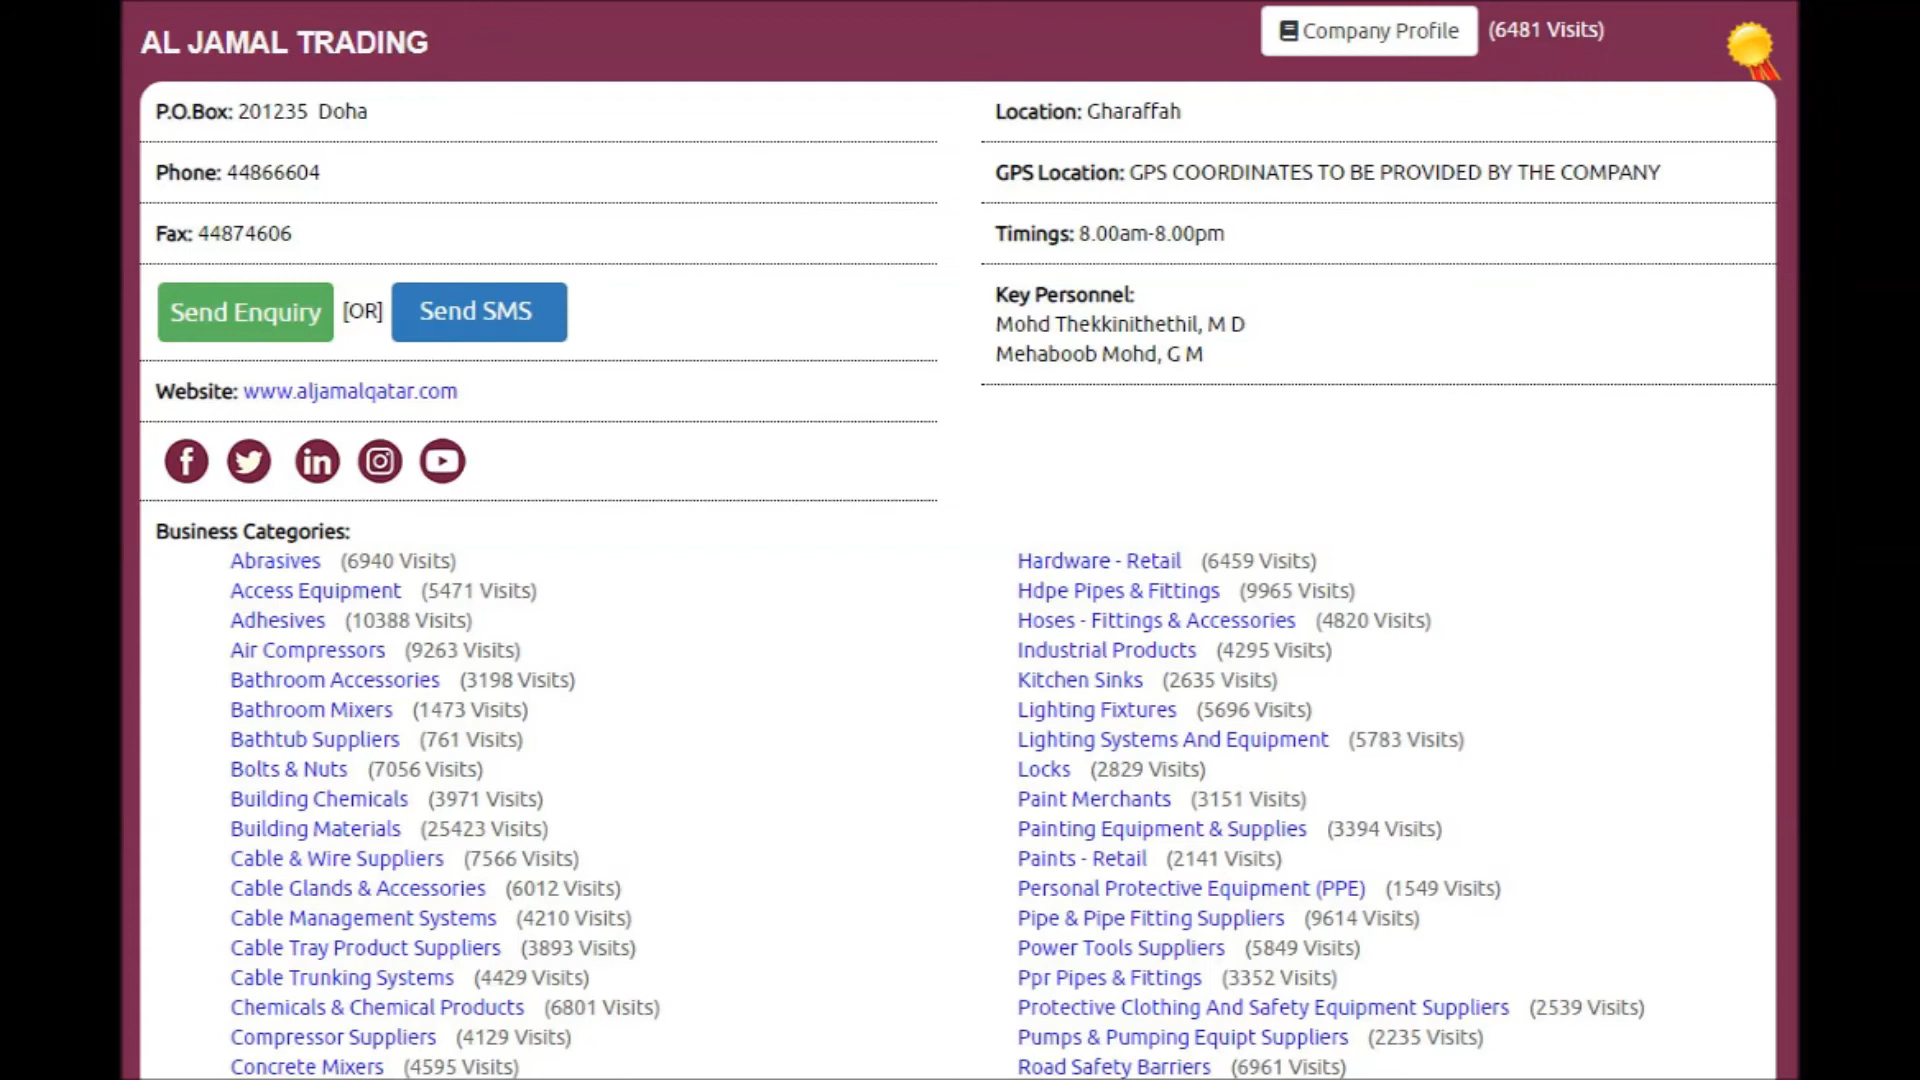 AL JAMAL TRADING
Company Profile (6481 Visits)
P.O.Box: 201235 Doha
Phone: 44866604
Fax: 44874606
Send Enquiry [OR] Send SMS
Website: www.aljamalqatar.com
Location: Gharaffah
GPS Location: GPS COORDINATES TO BE PROVIDED BY THE COMPANY
Timings: 8.00am-8.00pm
Key Personnel:
Mohd Thekkinithethil, M D
Mehaboob Mohd, G M
Business Categories:
Abrasives (6940 Visits)
Access Equipment (5471 Visits)
Adhesives (10388 Visits)
Air Compressors (9263 Visits)
Bathroom Accessories (3198 Visits)
Bathroom Mixers (1473 Visits)
Bathtub Suppliers (761 Visits)
Bolts & Nuts (7056 Visits)
Building Chemicals (3971 Visits)
Building Materials (25423 Visits)
Cable & Wire Suppliers (7566 Visits)
Cable Glands & Accessories (6012 Visits)
Cable Management Systems (4210 Visits)
Cable Tray Product Suppliers (3893 Visits)
Cable Trunking Systems (4429 Visits)
Chemicals & Chemical Products (6801 Visits)
Compressor Suppliers (4129 Visits)
Concrete Mixers (4595 Visits)
Hardware - Retail (6459 Visits)
Hdpe Pipes & Fittings (9965 Visits)
Hoses - Fittings & Accessories (4820 Visits)
Industrial Products (4295 Visits)
Kitchen Sinks (2635 Visits)
Lighting Fixtures (5696 Visits)
Lighting Systems And Equipment (5783 Visits)
Locks (2829 Visits)
Paint Merchants (3151 Visits)
Painting Equipment & Supplies (3394 Visits)
Paints - Retail (2141 Visits)
Personal Protective Equipment (PPE) (1549 Visits)
Pipe & Pipe Fitting Suppliers (9614 Visits)
Power Tools Suppliers (5849 Visits)
Ppr Pipes & Fittings (3352 Visits)
Protective Clothing And Safety Equipment Suppliers (2539 Visits)
Pumps & Pumping Equipt Suppliers (2235 Visits)
Road Safety Barriers (6961 Visits)